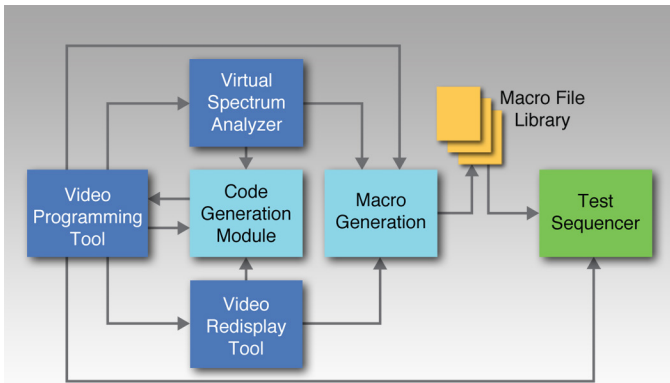 Virtual
Spectrum
Analyzer
Macro File
Library
Video
Programming
Tool
Code
Generation
Module
Macro
Generation
Test
Sequencer
Video
Redisplay
Tool